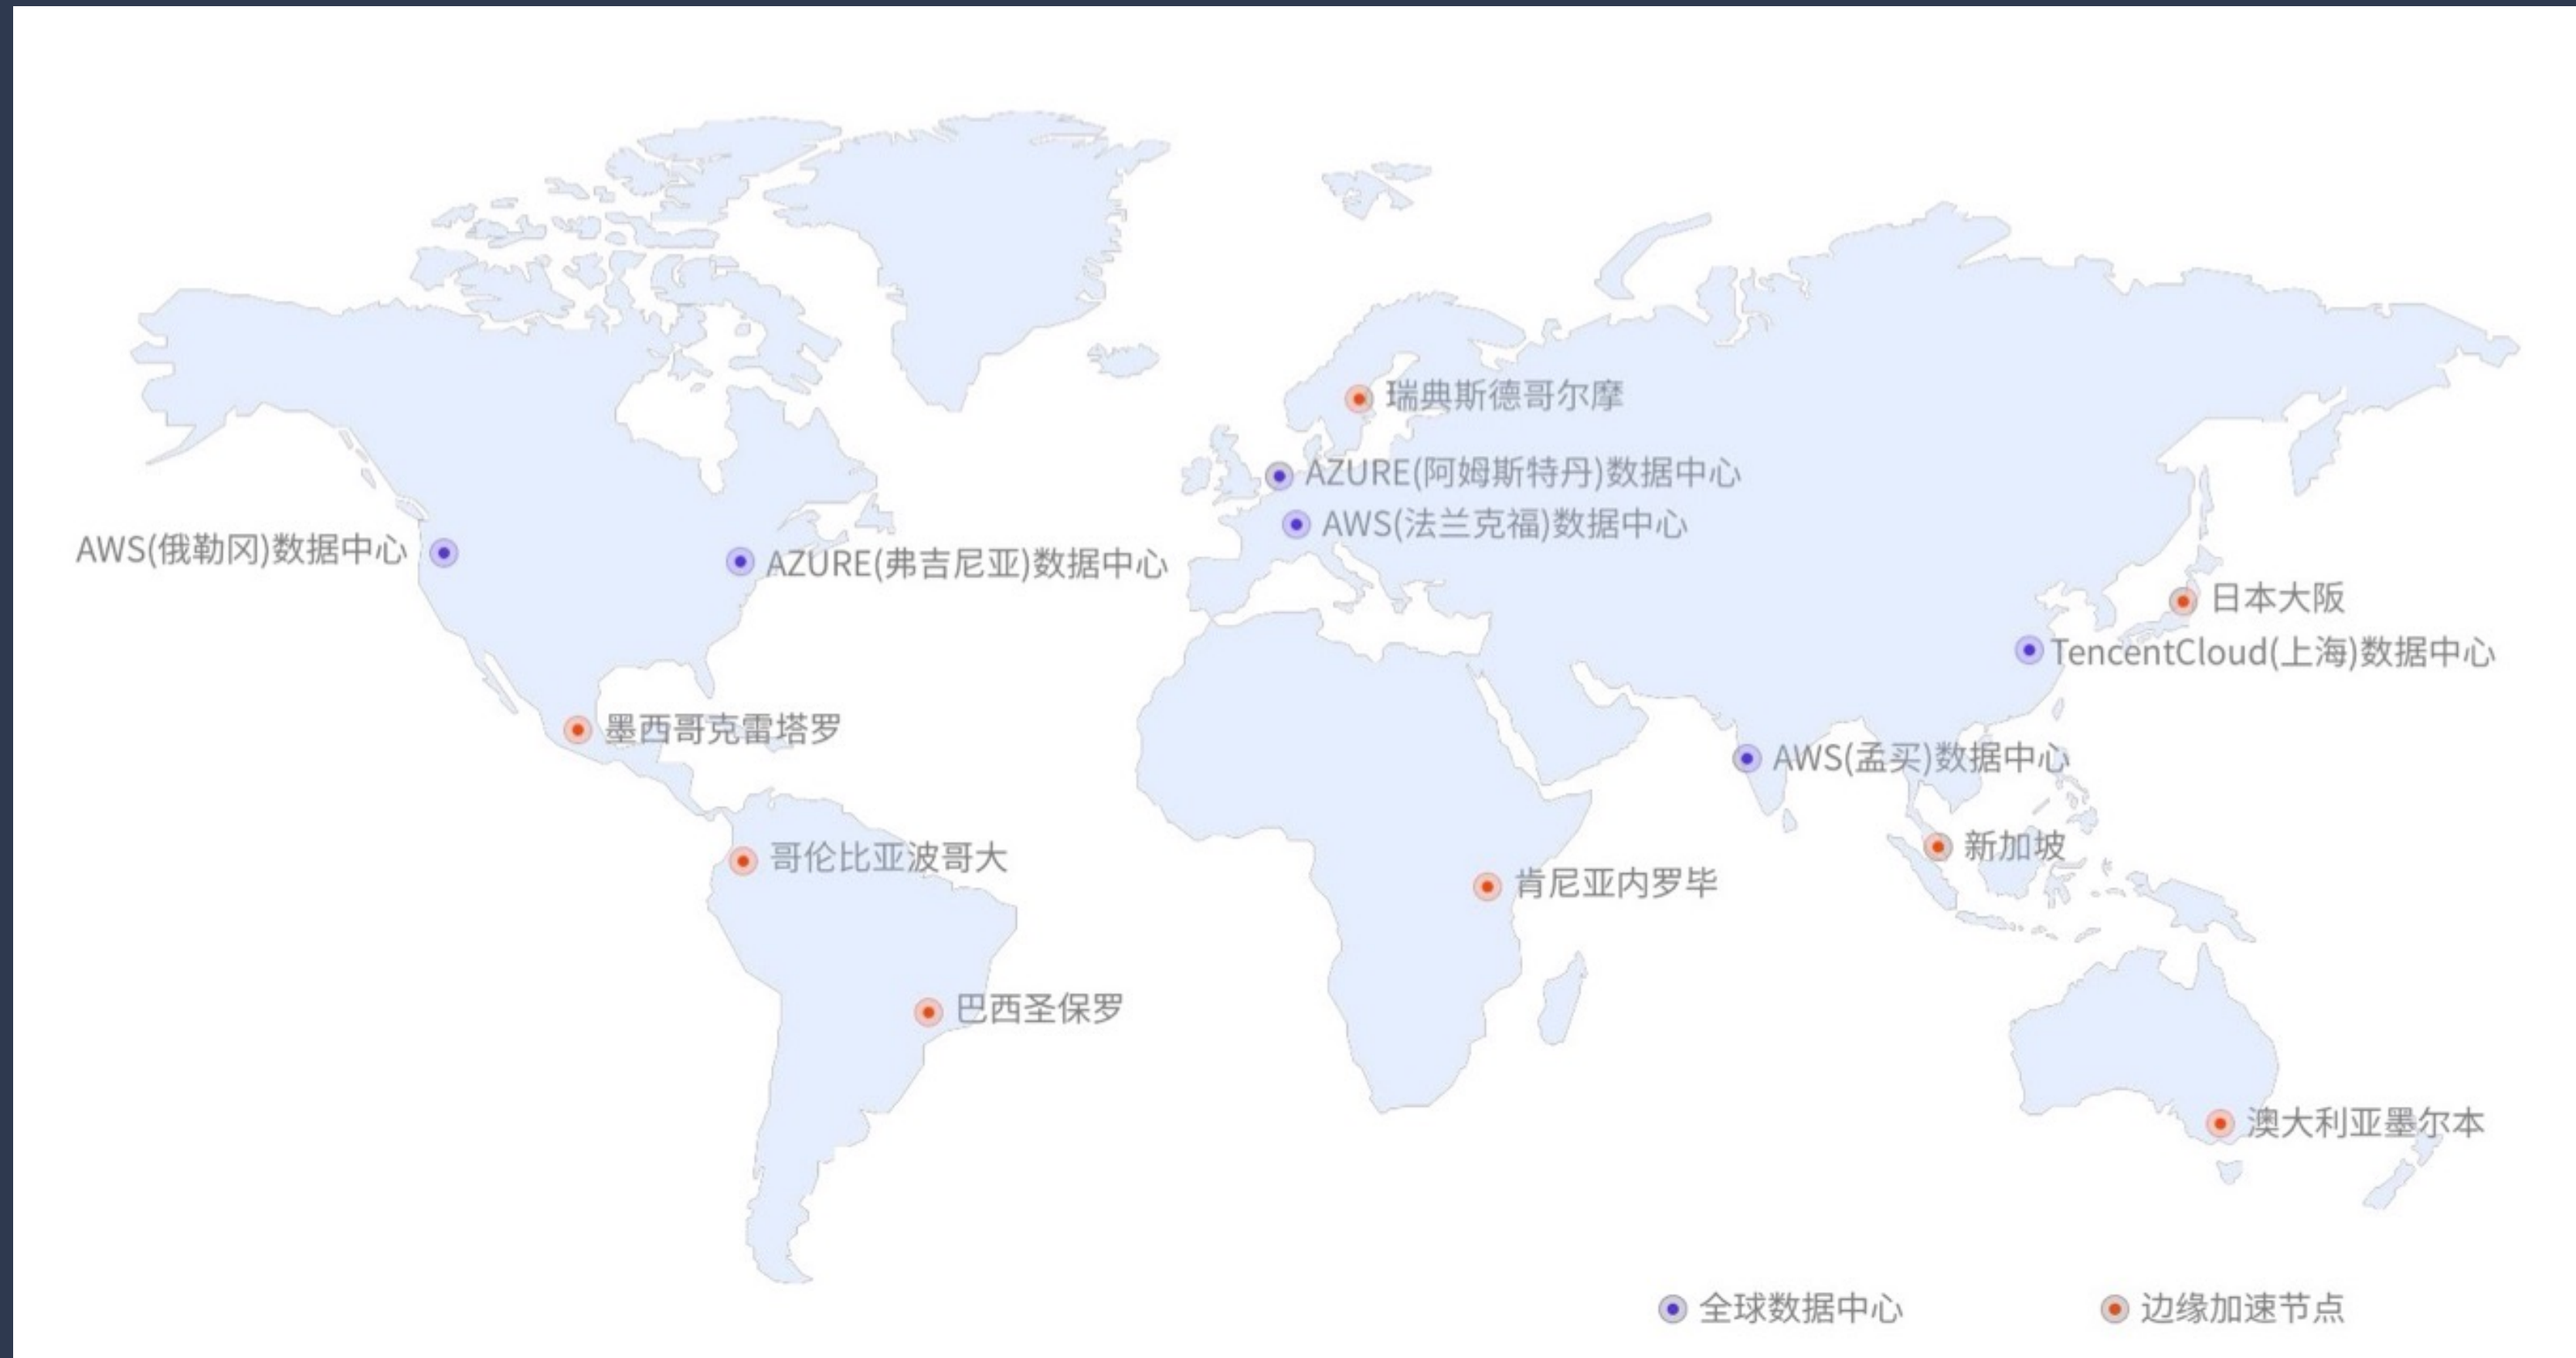 瑞典斯德哥尔摩
AZURE(阿姆斯特丹)数据中心
AWS(法兰克福)数据中心
AWS(俄勒冈)数据中心
AZURE(弗吉尼亚)数据中心
日本大阪
TencentCloud(上海)数据中心
墨西哥克雷塔罗
AWS(孟买)数据中心
新加坡
哥伦比亚波哥大
肯尼亚内罗毕
巴西圣保罗
澳大利亚墨尔本
全球数据中心
边缘加速节点